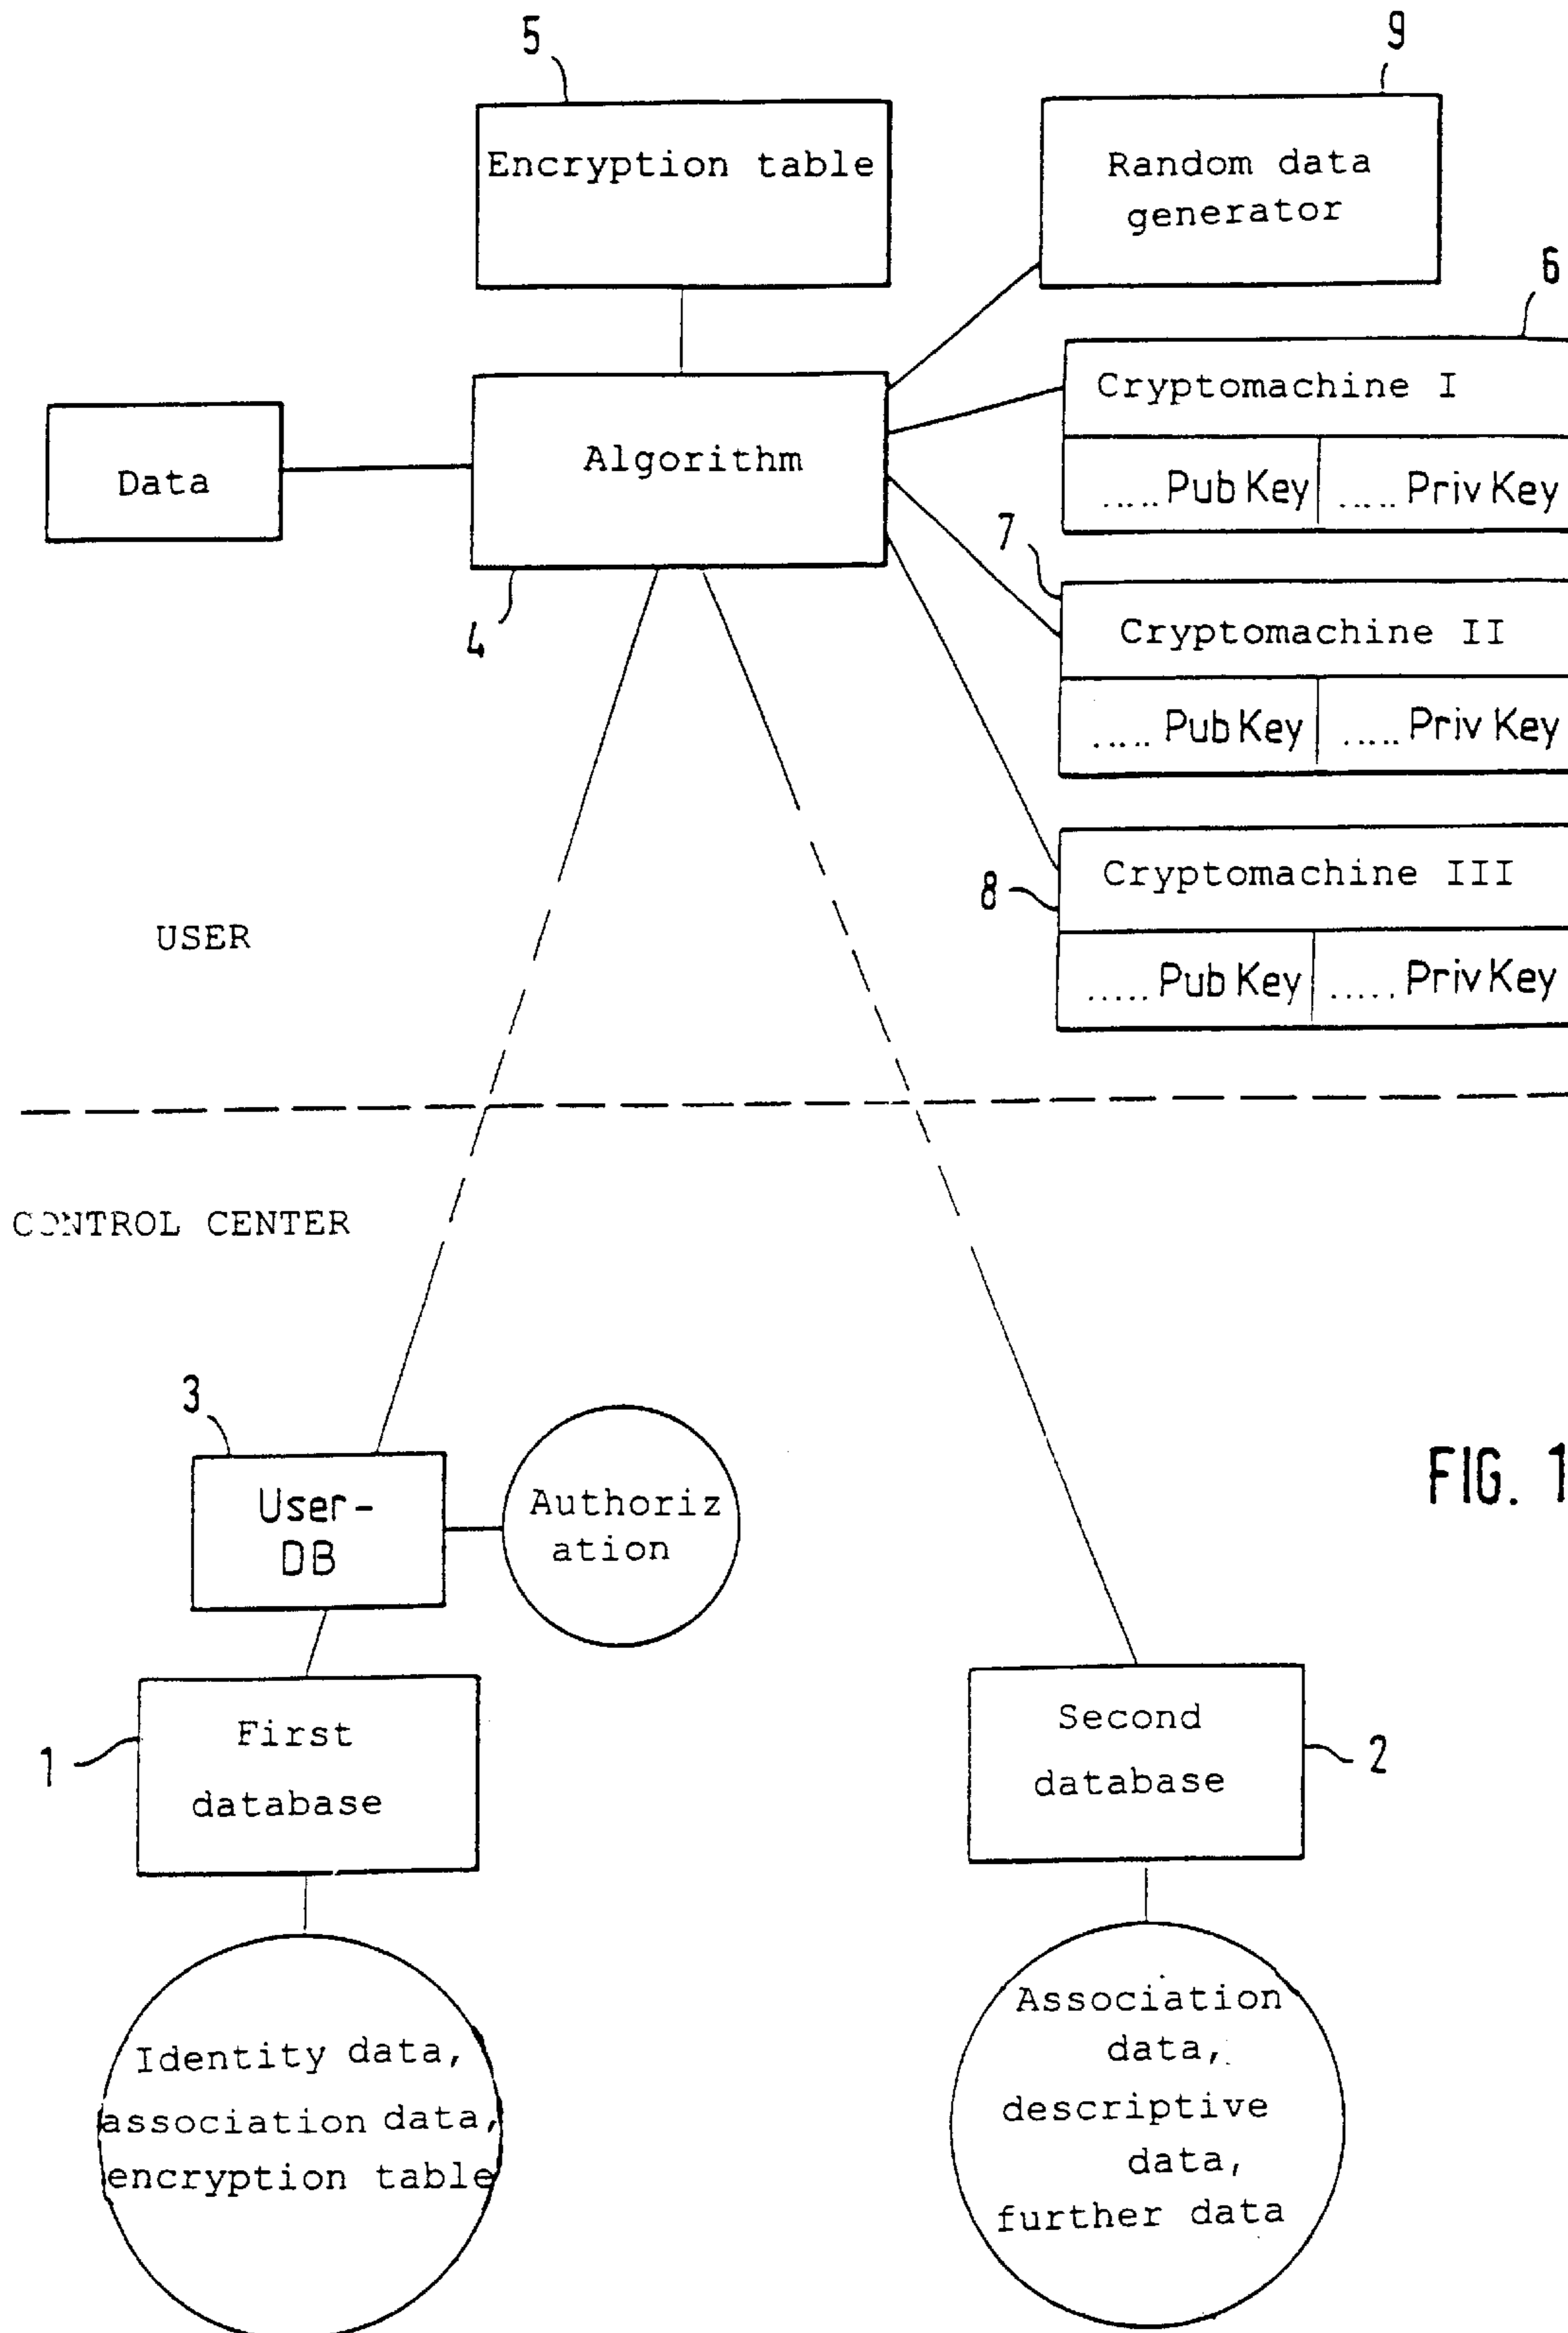 5
9
Encryption table
Random data
generator
6
Cryptomachine I
Algorithm
Data
..... Pub Key
..... Priv Key
7
4
Cryptomachine II
..... Pub Key
..... Priv Key
8
Cryptomachine III
USER
..... Pub Key
..... Priv Key
CONTROL CENTER
3
User-
DB
Authoriz
ation
FIG. 1
1
First
database
Second
database
2
Identity data,
association data,
encryption table
Association
data,
descriptive
data,
further data